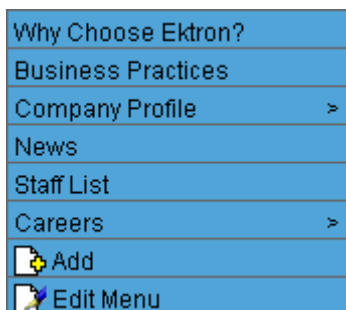 Why Choose Ektron?
Business Practices
Company Profile >
News
Staff List
Careers >
Add
Edit Menu